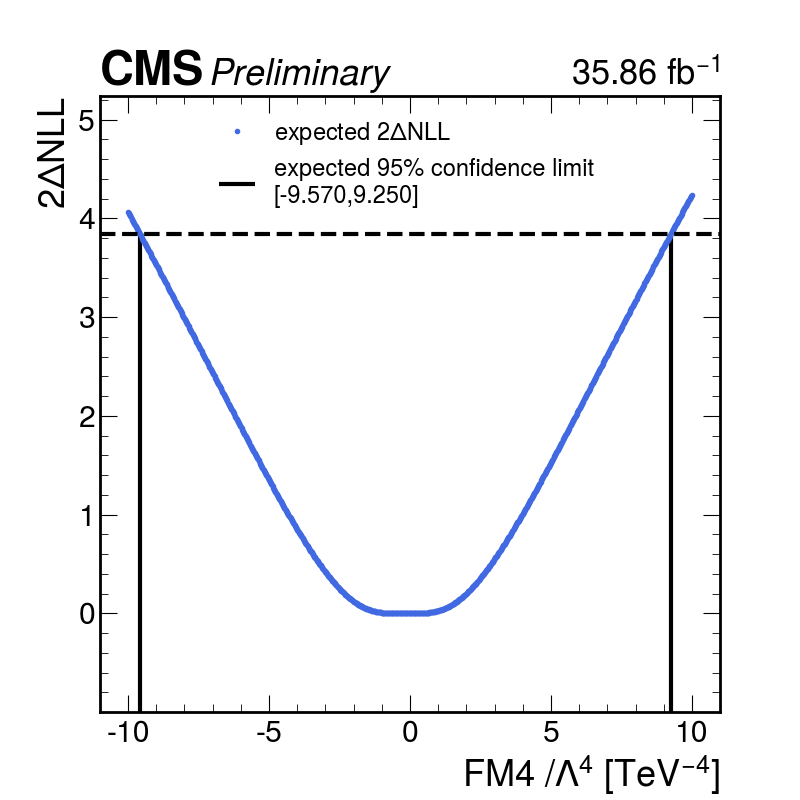 CMS Preliminary 35.86 fb⁻¹
2ΔNLL
expected 2ΔNLL
expected 95% confidence limit
[-9.570,9.250]
5
4
3
2
1
0
-10 -5 0 5 10
FM4 /Λ⁴ [TeV⁻⁴]